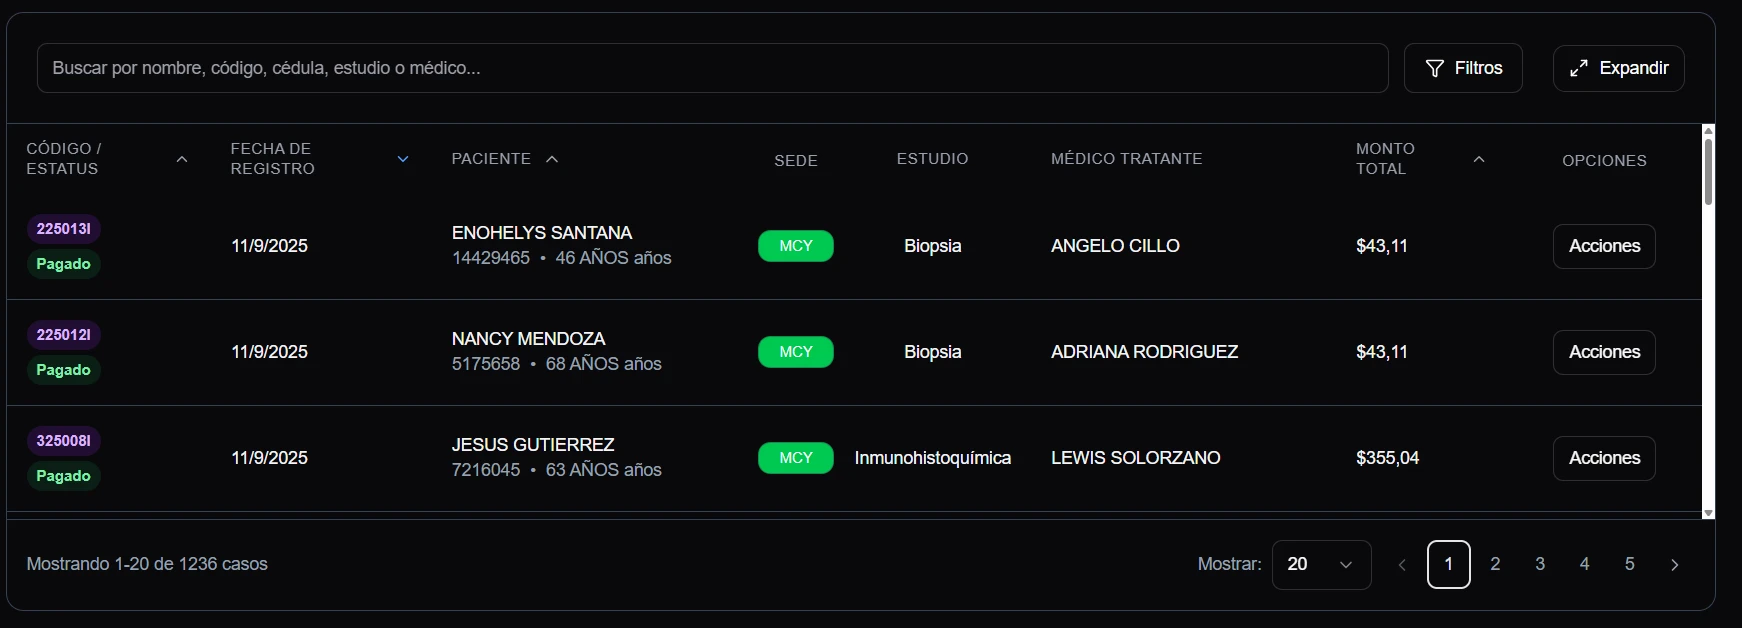 Buscar por nombre, código, cédula, estudio o médico...
Filtros
Expandir
CÓDIGO / ESTATUS
FECHA DE REGISTRO
PACIENTE
SEDE
ESTUDIO
MÉDICO TRATANTE
MONTO TOTAL
OPCIONES
225013I
Pagado
11/9/2025
ENOHELYS SANTANA
14429465 • 46 AÑOS años
MCY
Biopsia
ANGELO CILLO
$43,11
Acciones
225012I
Pagado
11/9/2025
NANCY MENDOZA
5175658 • 68 AÑOS años
MCY
Biopsia
ADRIANA RODRIGUEZ
$43,11
Acciones
325008I
Pagado
11/9/2025
JESUS GUTIERREZ
7216045 • 63 AÑOS años
MCY
Inmunohistoquímica
LEWIS SOLORZANO
$355,04
Acciones
Mostrando 1-20 de 1236 casos
Mostrar: 20
1 2 3 4 5